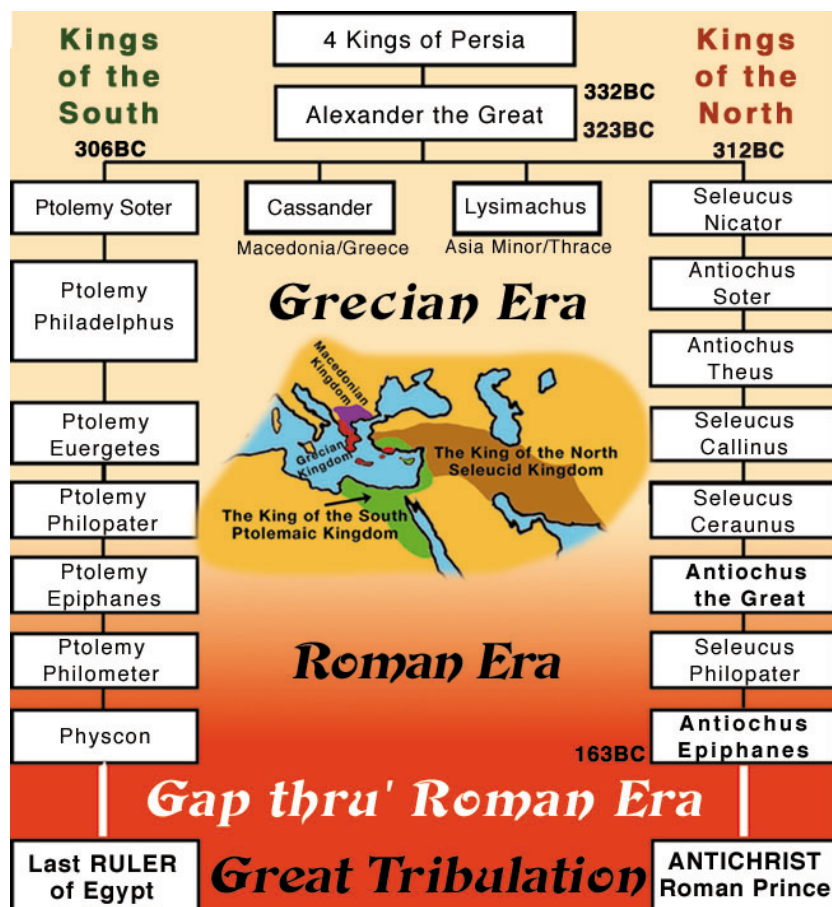 Kings
of the
South
306BC
4 Kings of Persia
Alexander the Great
332BC
323BC
Kings
of the
North
312BC
Ptolemy Soter
Cassander
Macedonia/Greece
Lysimachus
Asia Minor/Thrace
Seleucus
Nicator
Ptolemy
Philadelphus
Grecian Era
Antiochus
Soter
Antiochus
Theus
Macedonian
Kingdom
Grecian
Kingdom
The King of the North
Seleucid Kingdom
The King of the South
Ptolemaic Kingdom
Ptolemy
Euergetes
Seleucus
Callinus
Ptolemy
Philopater
Seleucus
Ceraunus
Ptolemy
Epiphanes
Antiochus
the Great
Ptolemy
Philometer
Roman Era
Seleucus
Philopater
Physcon
163BC
Antiochus
Epiphanes
Gap thru' Roman Era
Last RULER
of Egypt
Great Tribulation
ANTICHRIST
Roman Prince